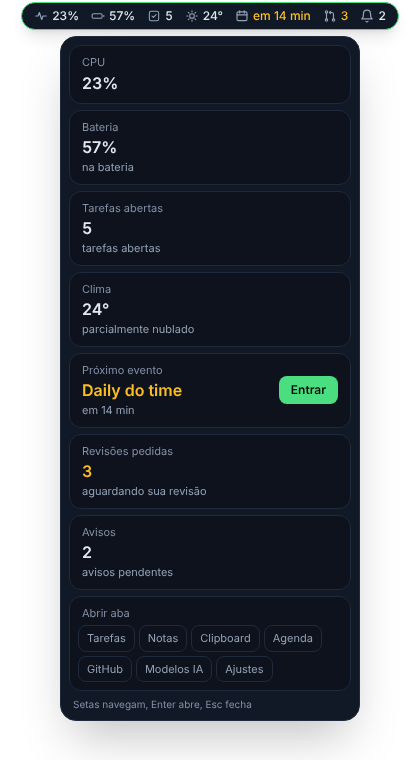 23% 57% 5 24° em 14 min 3 2
CPU
23%
Bateria
57%
na bateria
Tarefas abertas
5
tarefas abertas
Clima
24°
parcialmente nublado
Próximo evento
Daily do time
em 14 min
Entrar
Revisões pedidas
3
aguardando sua revisão
Avisos
2
avisos pendentes
Abrir aba
Tarefas Notas Clipboard Agenda
GitHub Modelos IA Ajustes
Setas navegam, Enter abre, Esc fecha